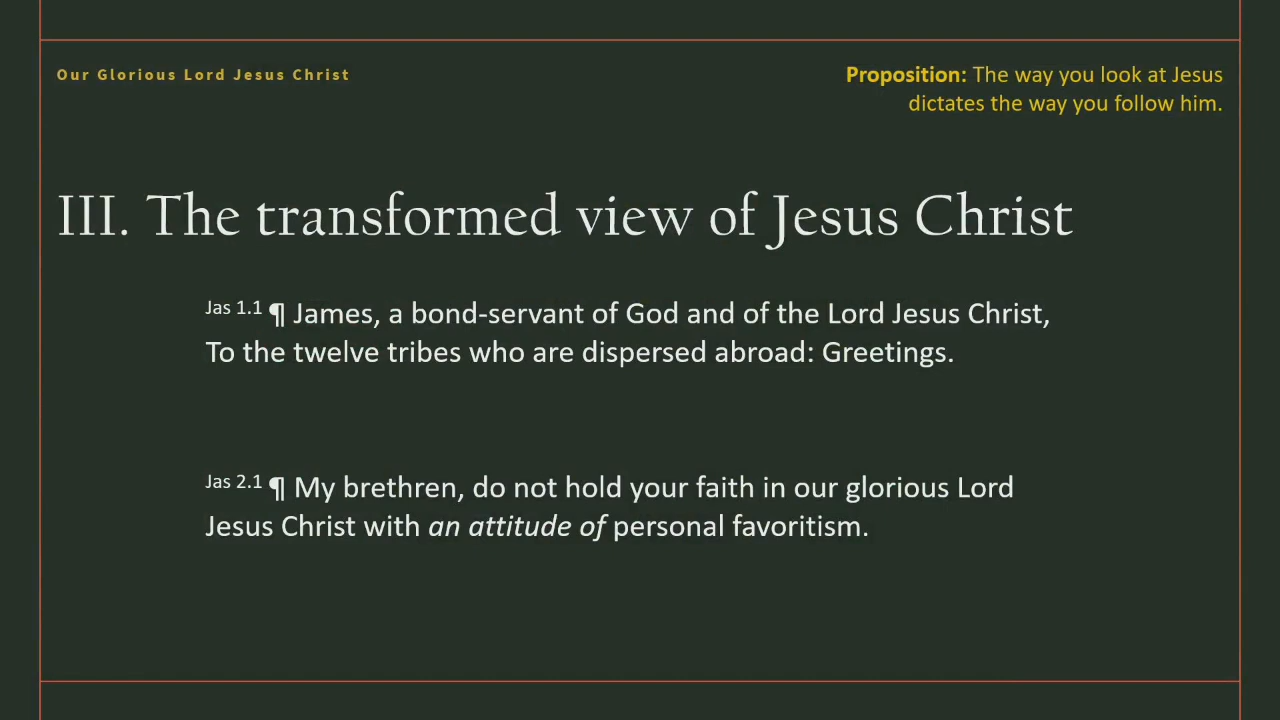 Our Glorious Lord Jesus Christ
Proposition: The way you look at Jesus
dictates the way you follow him.
III. The transformed view of Jesus Christ
Jas 1.1 ¶ James, a bond-servant of God and of the Lord Jesus Christ,
To the twelve tribes who are dispersed abroad: Greetings.
Jas 2.1 ¶ My brethren, do not hold your faith in our glorious Lord
Jesus Christ with an attitude of personal favoritism.